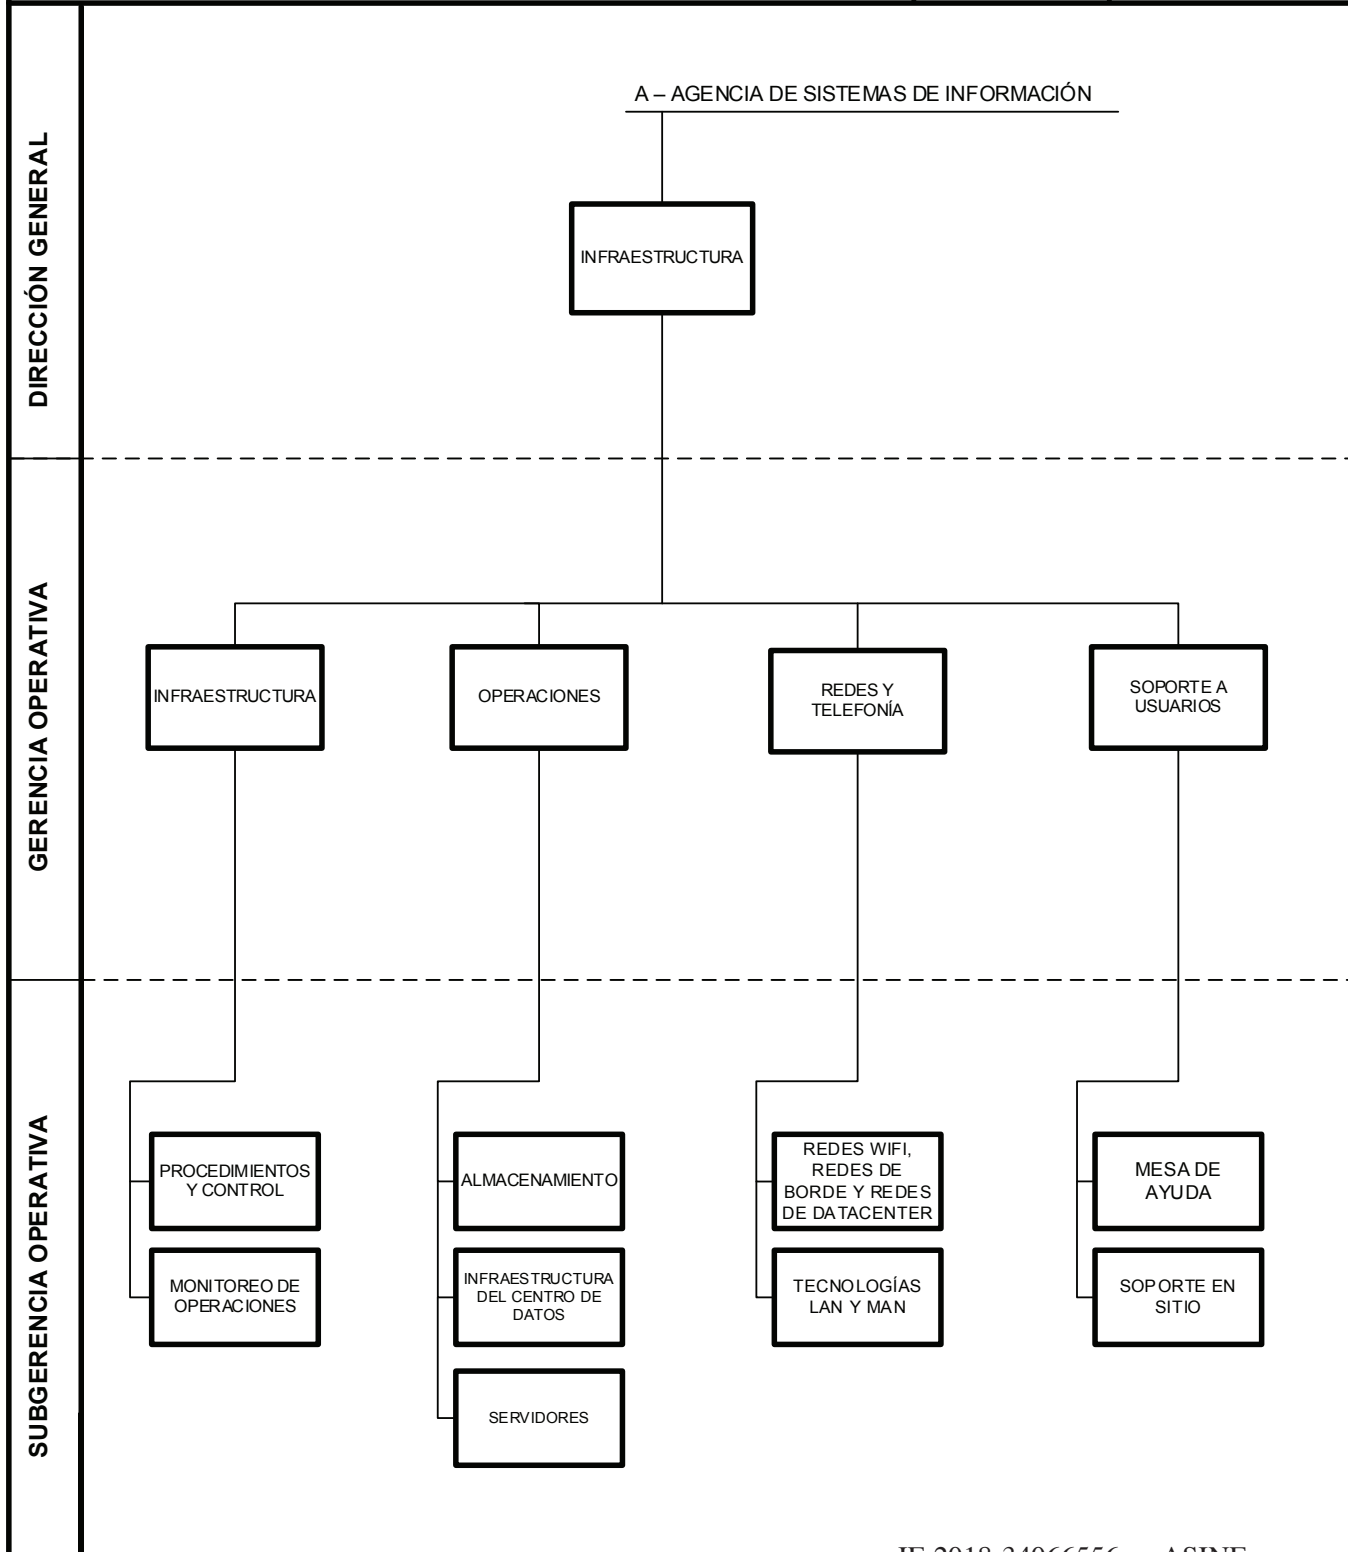 A – AGENCIA DE SISTEMAS DE INFORMACIÓN
DIRECCIÓN GENERAL
INFRAESTRUCTURA
GERENCIA OPERATIVA
INFRAESTRUCTURA
OPERACIONES
REDES Y
TELEFONÍA
SOPORTE A
USUARIOS
SUBGERENCIA OPERATIVA
PROCEDIMIENTOS
Y CONTROL
MONITOREO DE
OPERACIONES
ALMACENAMIENTO
INFRAESTRUCTURA
DEL CENTRO DE
DATOS
SERVIDORES
REDES WIFI,
REDES DE
BORDE Y REDES
DE DATACENTER
TECNOLOGÍAS
LAN Y MAN
MESA DE
AYUDA
SOPORTE EN
SITIO